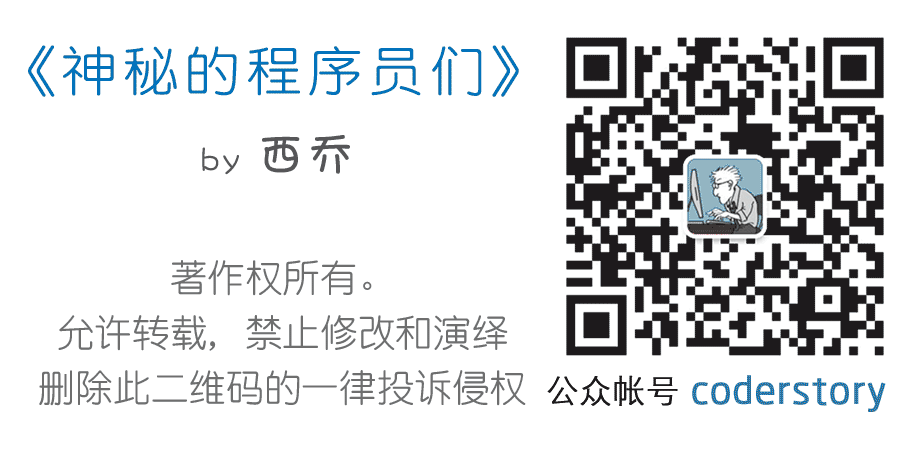 《神秘的程序员们》
by 西乔
著作权所有。
允许转载，禁止修改和演绎
删除此二维码的一律投诉侵权
公众帐号 coderstory